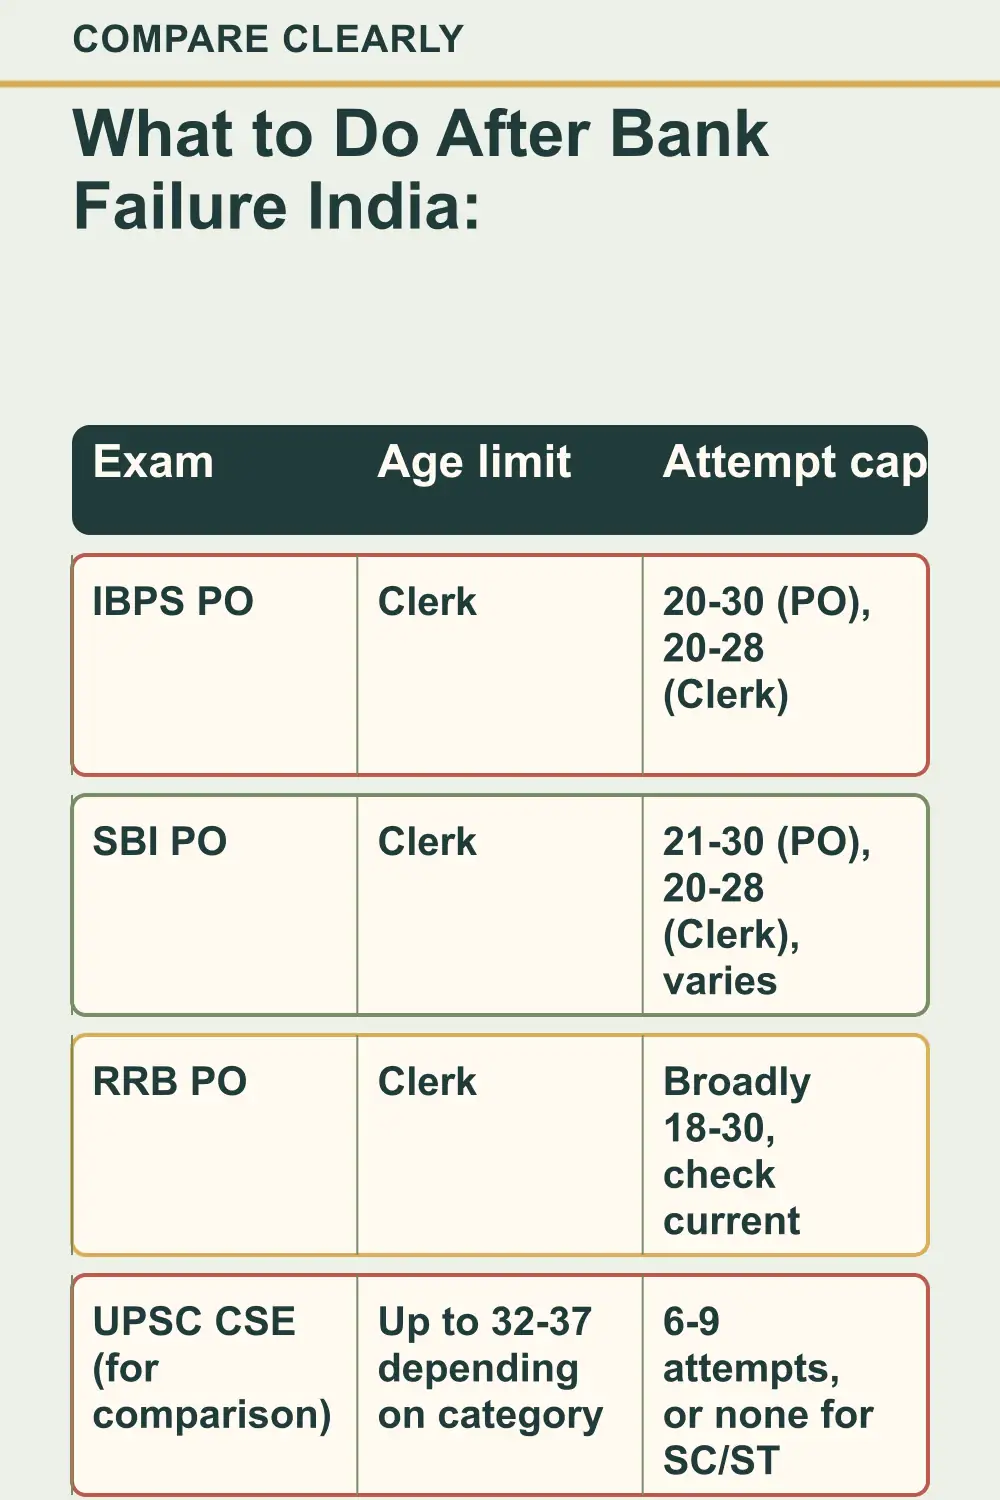 COMPARE CLEARLY
What to Do After Bank
Failure India:
Exam
Age limit
Attempt cap
IBPS PO
Clerk
20-30 (PO),
20-28
(Clerk)
SBI PO
Clerk
21-30 (PO),
20-28
(Clerk),
varies
RRB PO
Clerk
Broadly
18-30,
check
current
UPSC CSE
(for
comparison)
Up to 32-37
depending
on category
6-9
attempts,
or none for
SC/ST